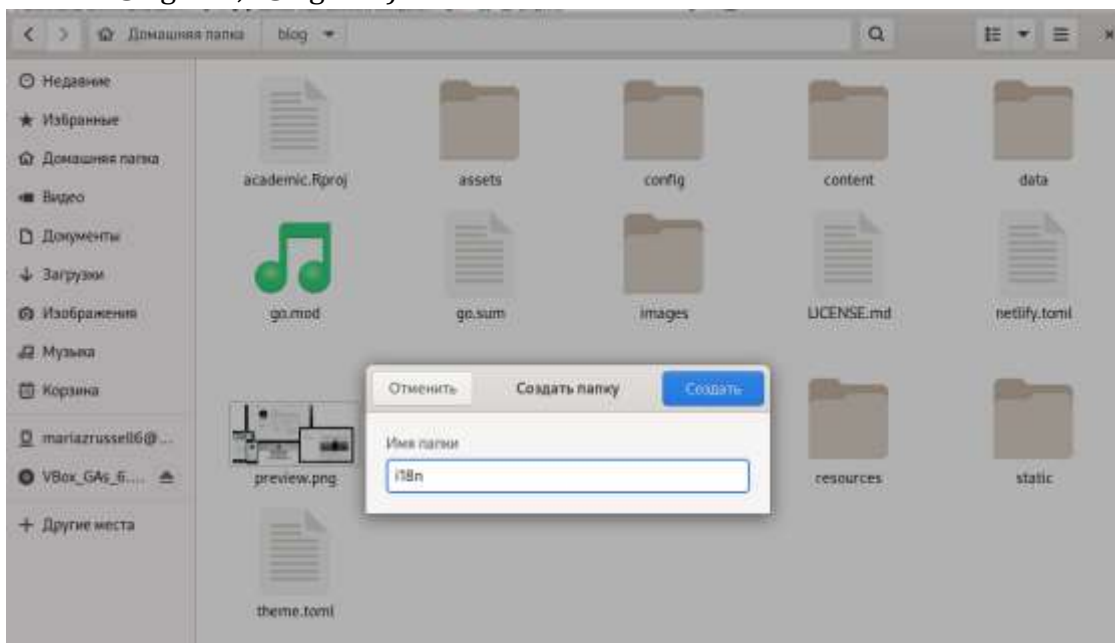 Домашняя папка blog
Недавние
Избранные
Домашняя папка
Видео
Документы
Загрузки
Изображения
Музыка
Корзина
mariazrussell6@ ...
VBox_GAs_6.... 
Другие места
academic.Rproj assets config content data
go.mod go.sum images LICENSE.md netlify.toml
preview.png resources static
theme.toml
Отменить Создать папку Создать
Имя папки
i18n